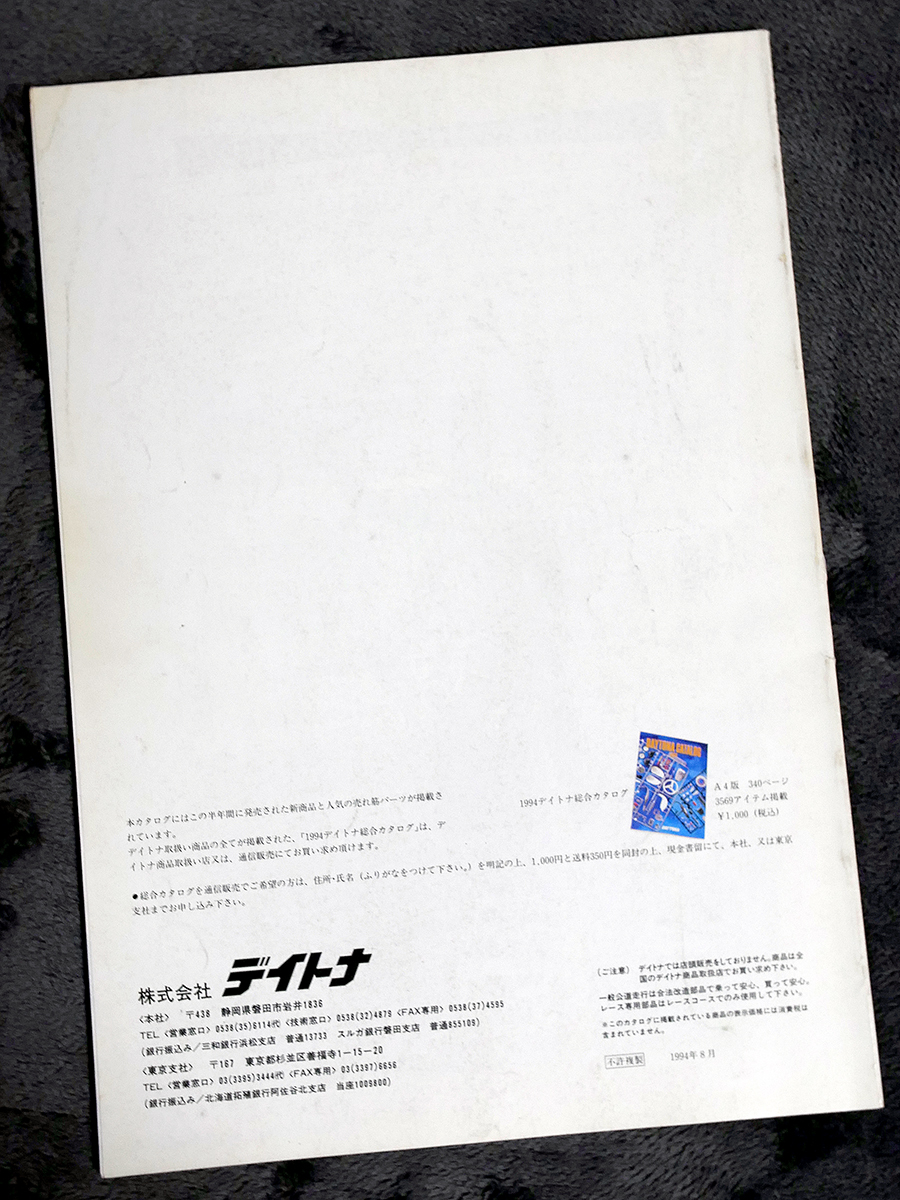 本カタログにはこの半年間に発売された新商品と人気の売れ筋パーツが掲載さ
れています。
デイトナ取扱い商品の全てが掲載された、「1994デイトナ総合カタログ」は、デ
イトナ商品取扱い店又は、通信販売にてお買い求め頂けます。
1994デイトナ総合カタログ
DAYTONA CATALOG
A4版 340ページ
3569アイテム掲載
¥1,000(税込)
●総合カタログを通信販売でご希望の方は、住所・氏名(ふりがなをつけて下さい。)を明記の上、1,000円と送料350円を同封の上、現金書留にて、本社、又は東京
支社までお申し込み下さい。
株式会社 デイトナ
〈本社〉 〒438 静岡県磐田市岩井1836
TEL〈営業窓口〉0538(35)6114代〈技術窓口〉0538(32)4879〈FAX専用〉0538(37)4595
(銀行振込み/三和銀行浜松支店 普通13733 スルガ銀行磐田支店 普通855109)
〈東京支社〉 〒167 東京都杉並区善福寺1-15-20
TEL〈営業窓口〉03(3395)3444代〈FAX専用〉03(3397)6656
(銀行振込み/北海道拓殖銀行阿佐谷北支店 当座1009800)
(ご注意) デイトナでは店頭販売をしておりません。商品は全
国のデイトナ商品取扱店でお買い求め下さい。
一般公道走行は合法改造部品で乗って安心、買って安心。
レース専用部品はレースコースでのみ使用して下さい。
※このカタログに掲載されている商品の表示価格には消費税は
含まれていません。
不許複製 1994年8月